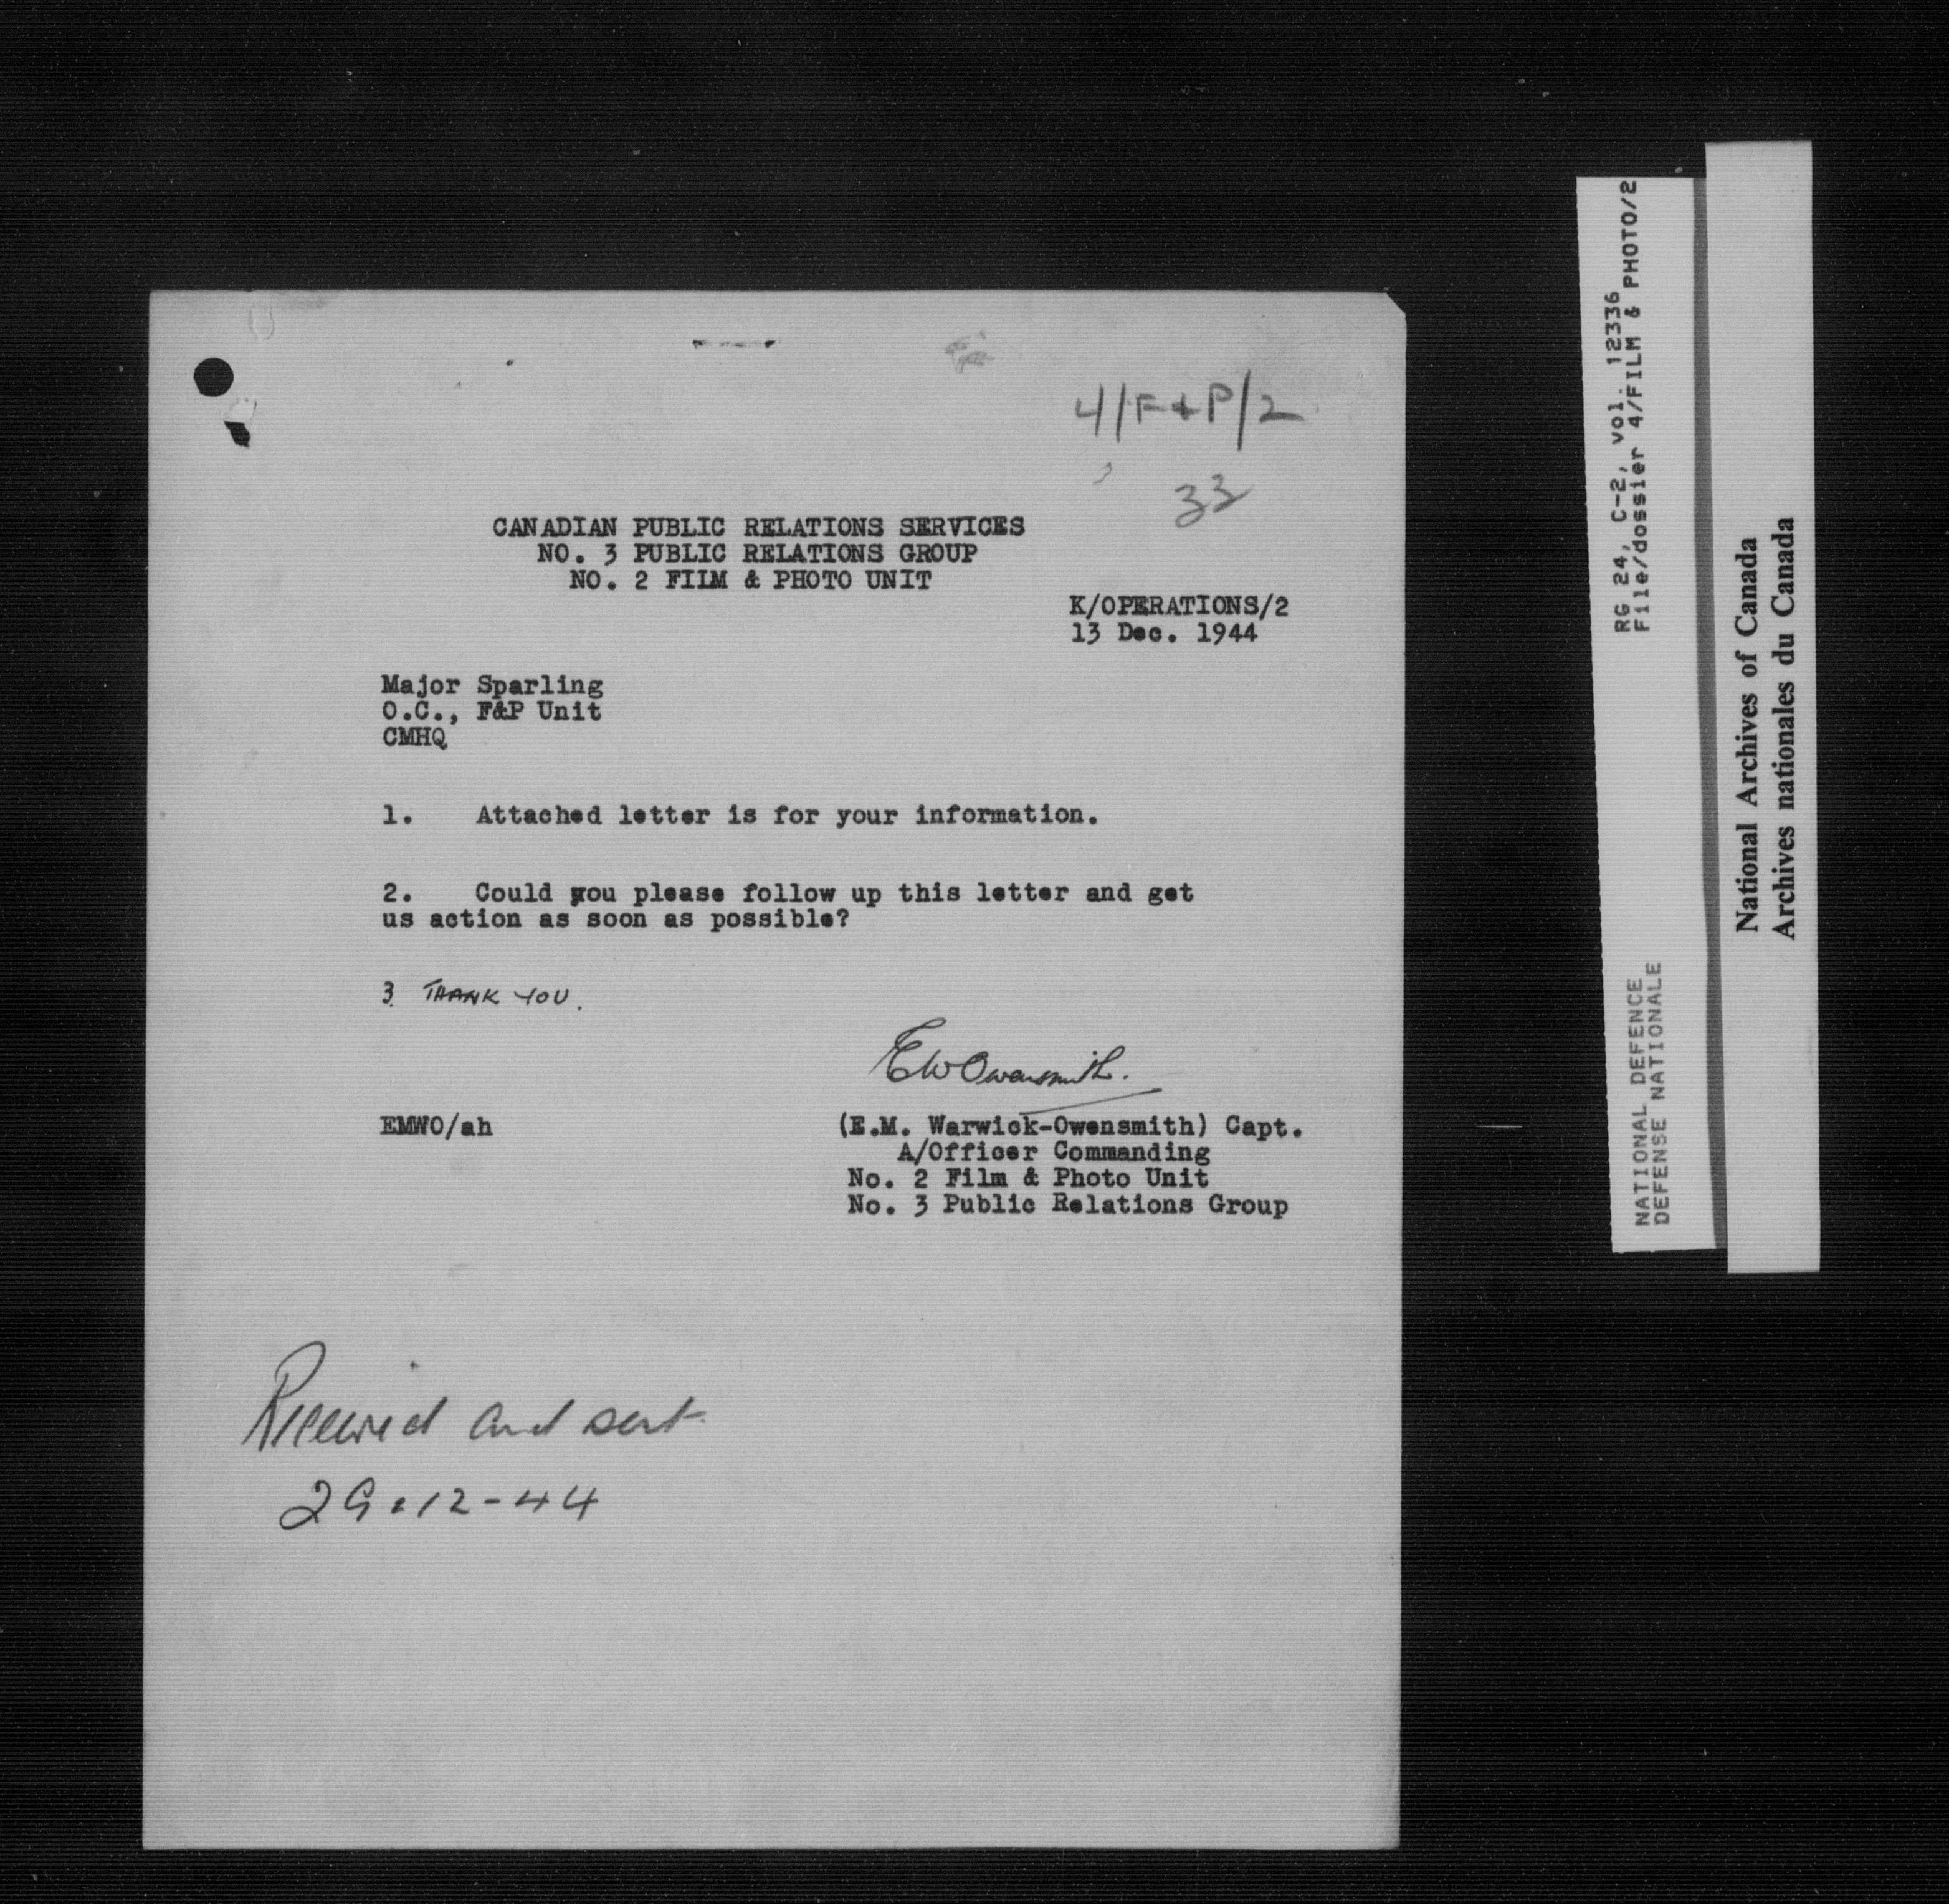 4/F+P/2
33
CANADIAN PUBLIC RELATIONS SERVICES
NO. 3 PUBLIC RELATIONS GROUP
NO. 2 FILM & PHOTO UNIT
K/OPERATIONS/2
13 Dec. 1944
Major Sparling
O.C., F&P Unit
CMHQ
1. Attached letter is for your information.
2. Could you please follow up this letter and get
us action as soon as possible?
3. THANK YOU.
EWOwensmith.
EMWO/ah
(E.M. Warwick-Owensmith) Capt.
A/Officer Commanding
No. 2 Film & Photo Unit
No. 3 Public Relations Group
Received and sent
29-12-44
RG 24, C-2, vol. 12336
File/dossier 4/FILM & PHOTO/2
NATIONAL DEFENCE
DEFENSE NATIONALE
National Archives of Canada
Archives nationales du Canada